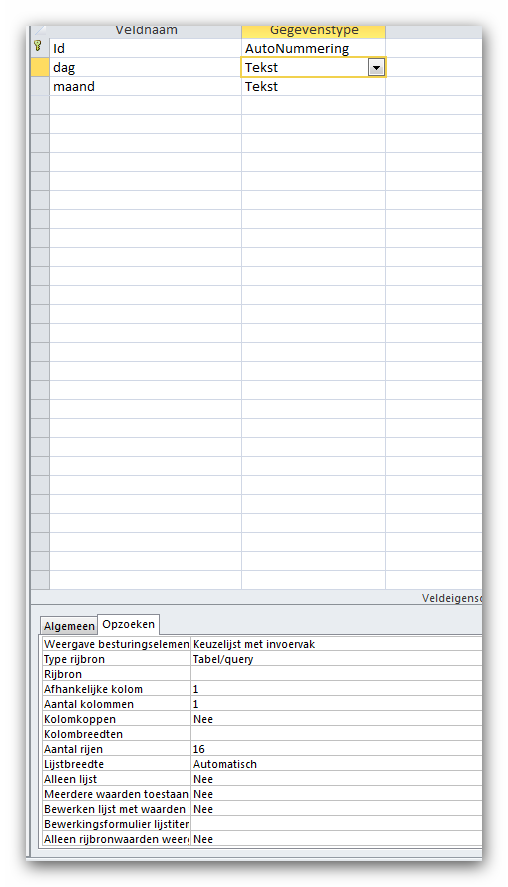 Veldnaam Gegevenstype
Id AutoNummering
dag Tekst
maand Tekst
Veldeigensc
Algemeen Opzoeken
Weergave besturingselemen Keuzelijst met invoervak
Type rijbron Tabel/query
Rijbron
Afhankelijke kolom 1
Aantal kolommen 1
Kolomkoppen Nee
Kolombreedten
Aantal rijen 16
Lijstbreedte Automatisch
Alleen lijst Nee
Meerdere waarden toestaan Nee
Bewerken lijst met waarden Nee
Bewerkingsformulier lijstiter
Alleen rijbronwaarden weer Nee